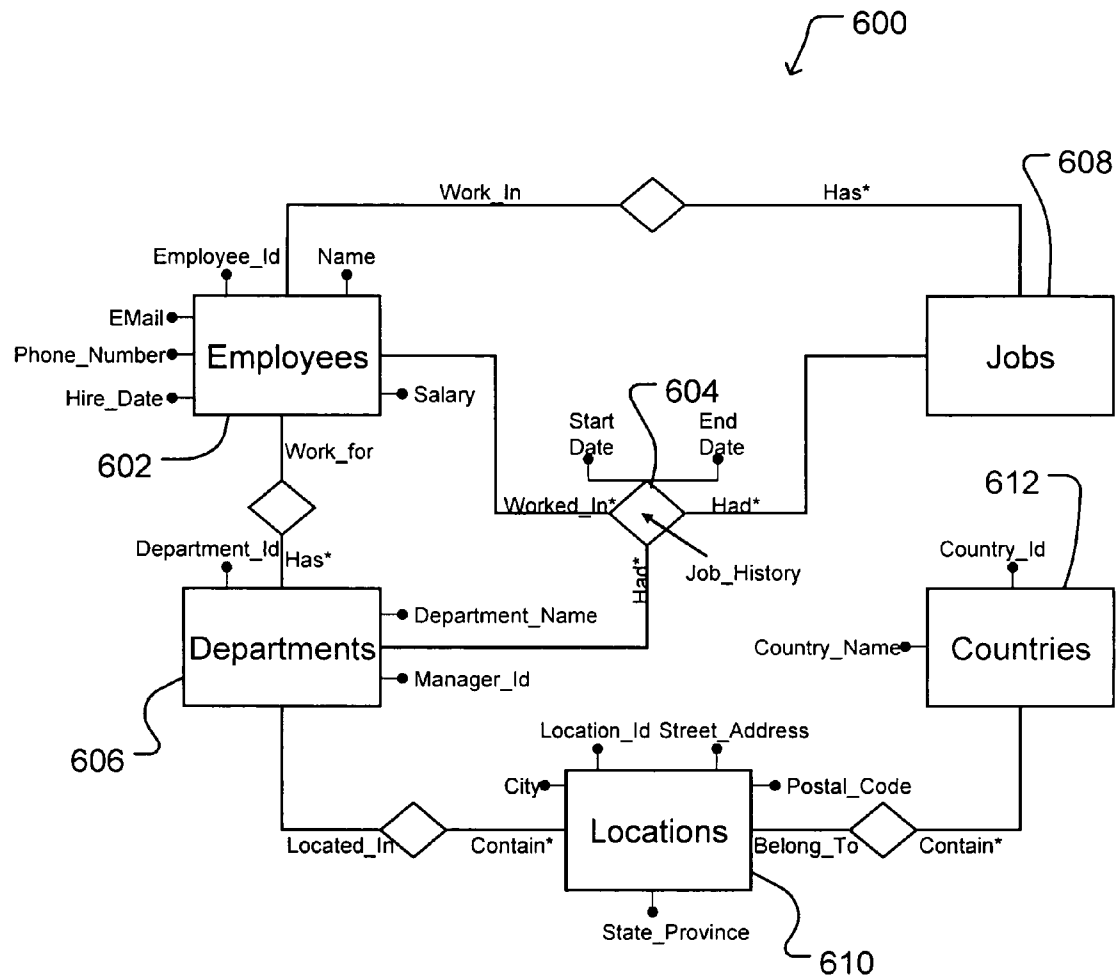 600
608
Work_In
Has*
Employee_Id
Name
EMail
Phone_Number
Hire_Date
Employees
Salary
Jobs
602
604
Start
Date
End
Date
Work_for
Worked_In*
Had*
612
Department_Id
Has*
Had*
Job_History
Country_Id
Department_Name
Departments
Manager_Id
Country_Name
Countries
606
Location_Id
Street_Address
City
Postal_Code
Locations
Located_In
Contain*
Belong_To
Contain*
State_Province
610